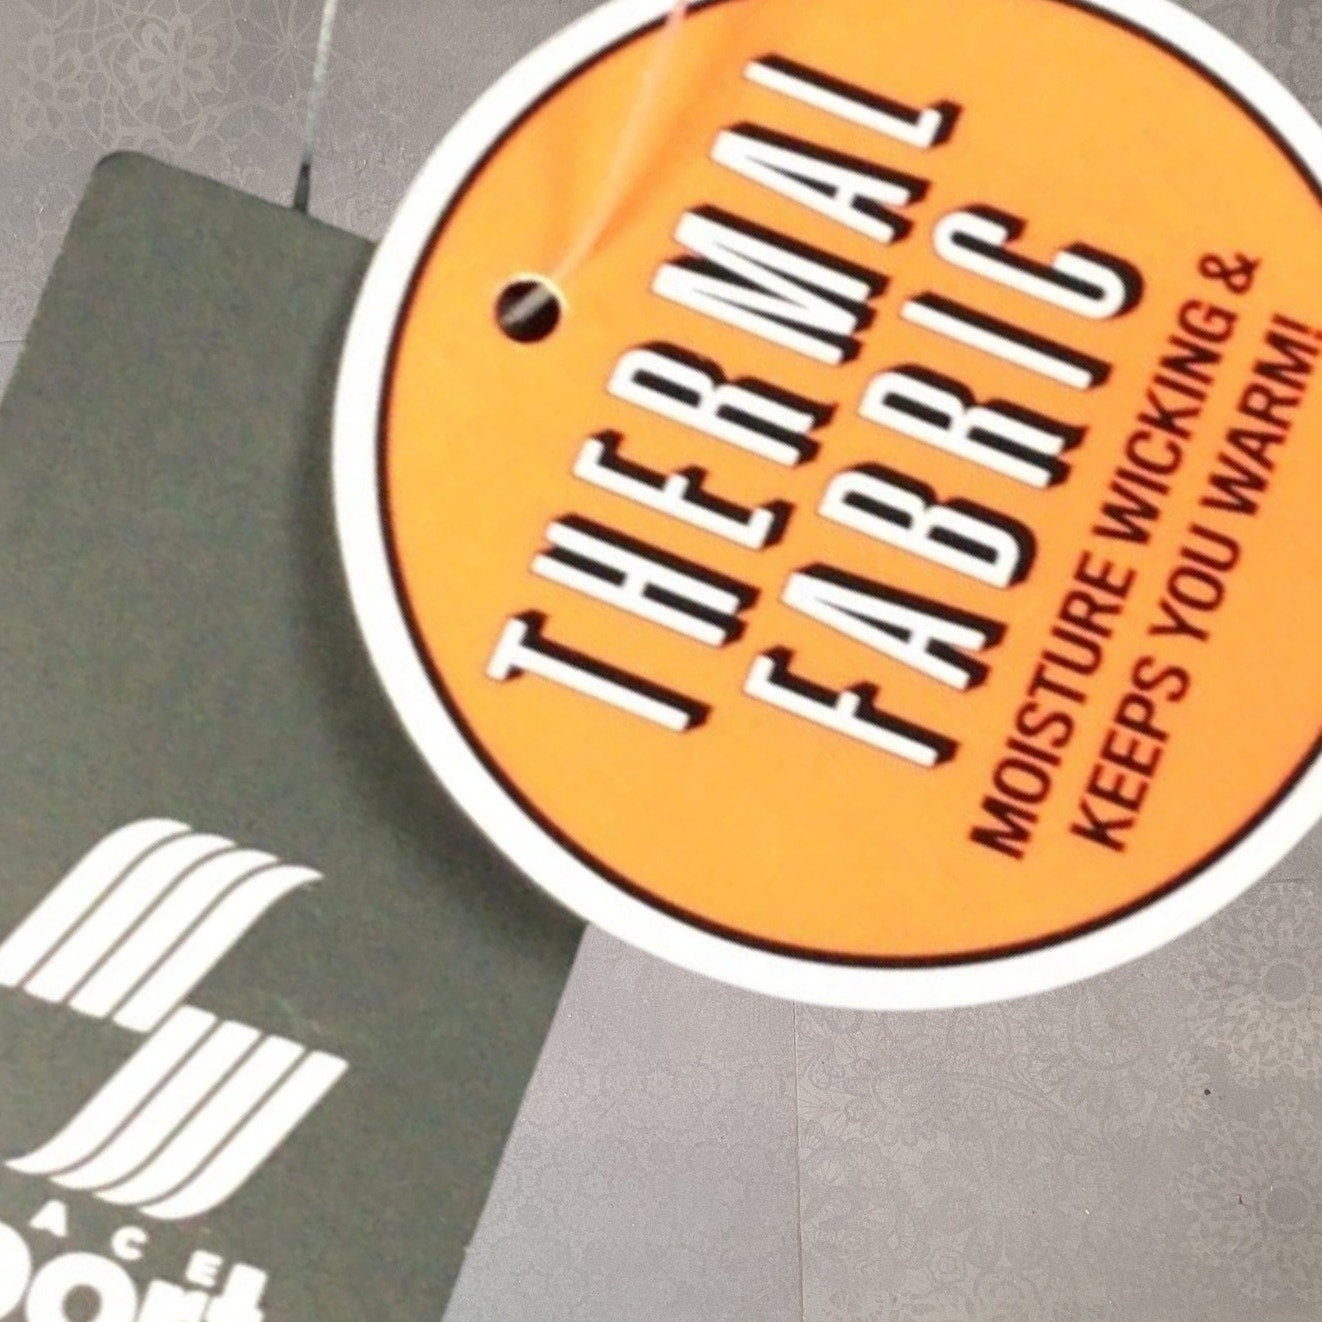 THERMAL
FABRIC
MOISTURE WICKING &
KEEPS YOU WARM!